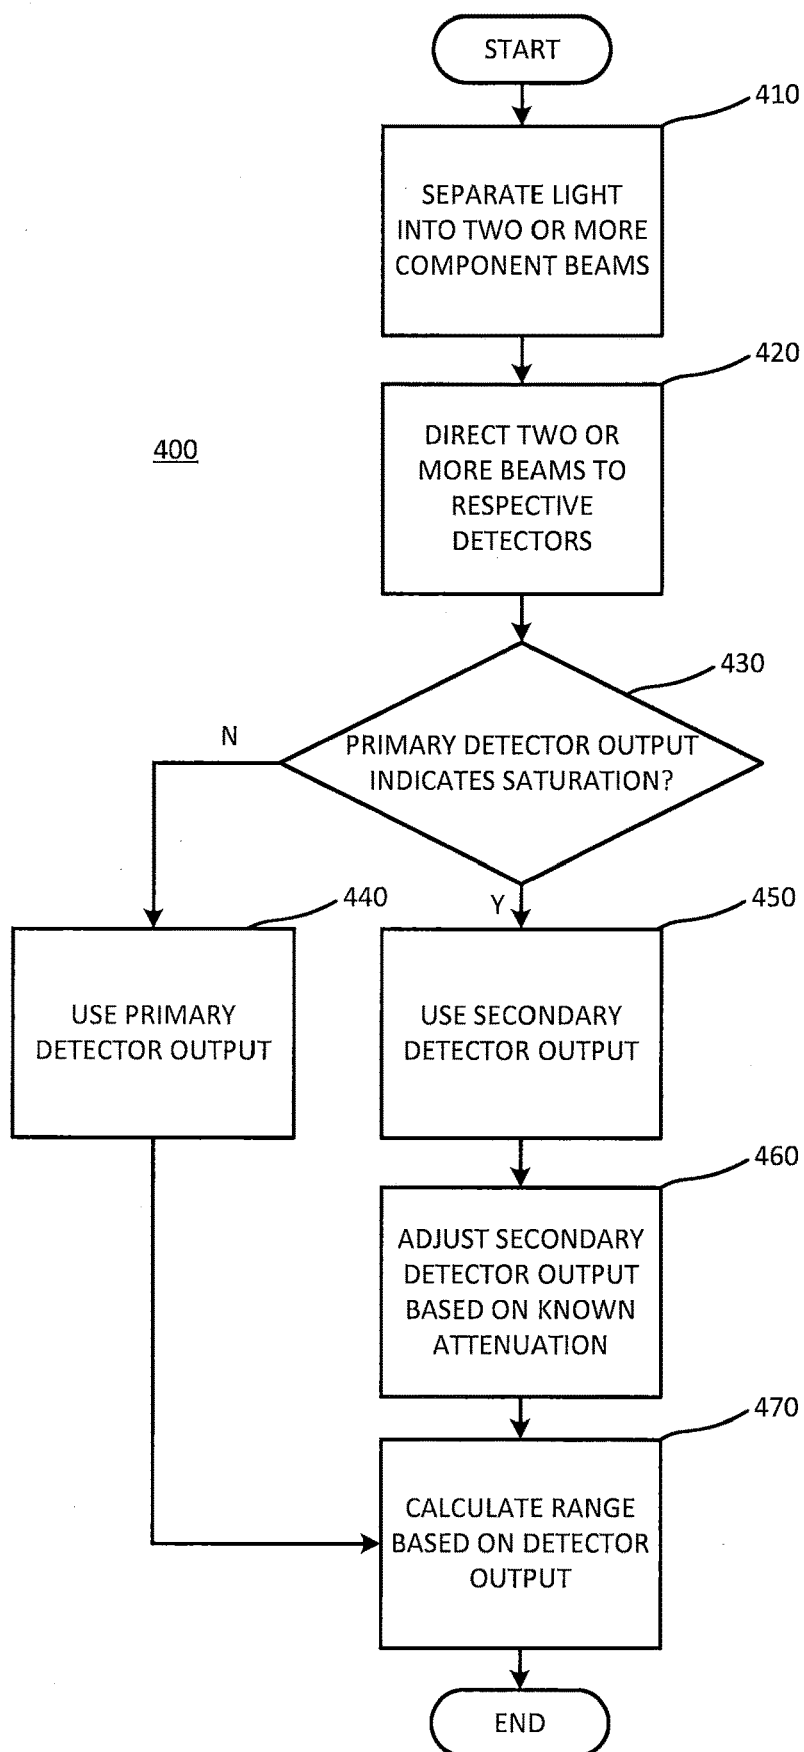 START
410
SEPARATE LIGHT
INTO TWO OR MORE
COMPONENT BEAMS
420
DIRECT TWO OR
MORE BEAMS TO
RESPECTIVE
DETECTORS
400
430
PRIMARY DETECTOR OUTPUT
INDICATES SATURATION?
N
Y
440
USE PRIMARY
DETECTOR OUTPUT
450
USE SECONDARY
DETECTOR OUTPUT
460
ADJUST SECONDARY
DETECTOR OUTPUT
BASED ON KNOWN
ATTENUATION
470
CALCULATE RANGE
BASED ON DETECTOR
OUTPUT
END